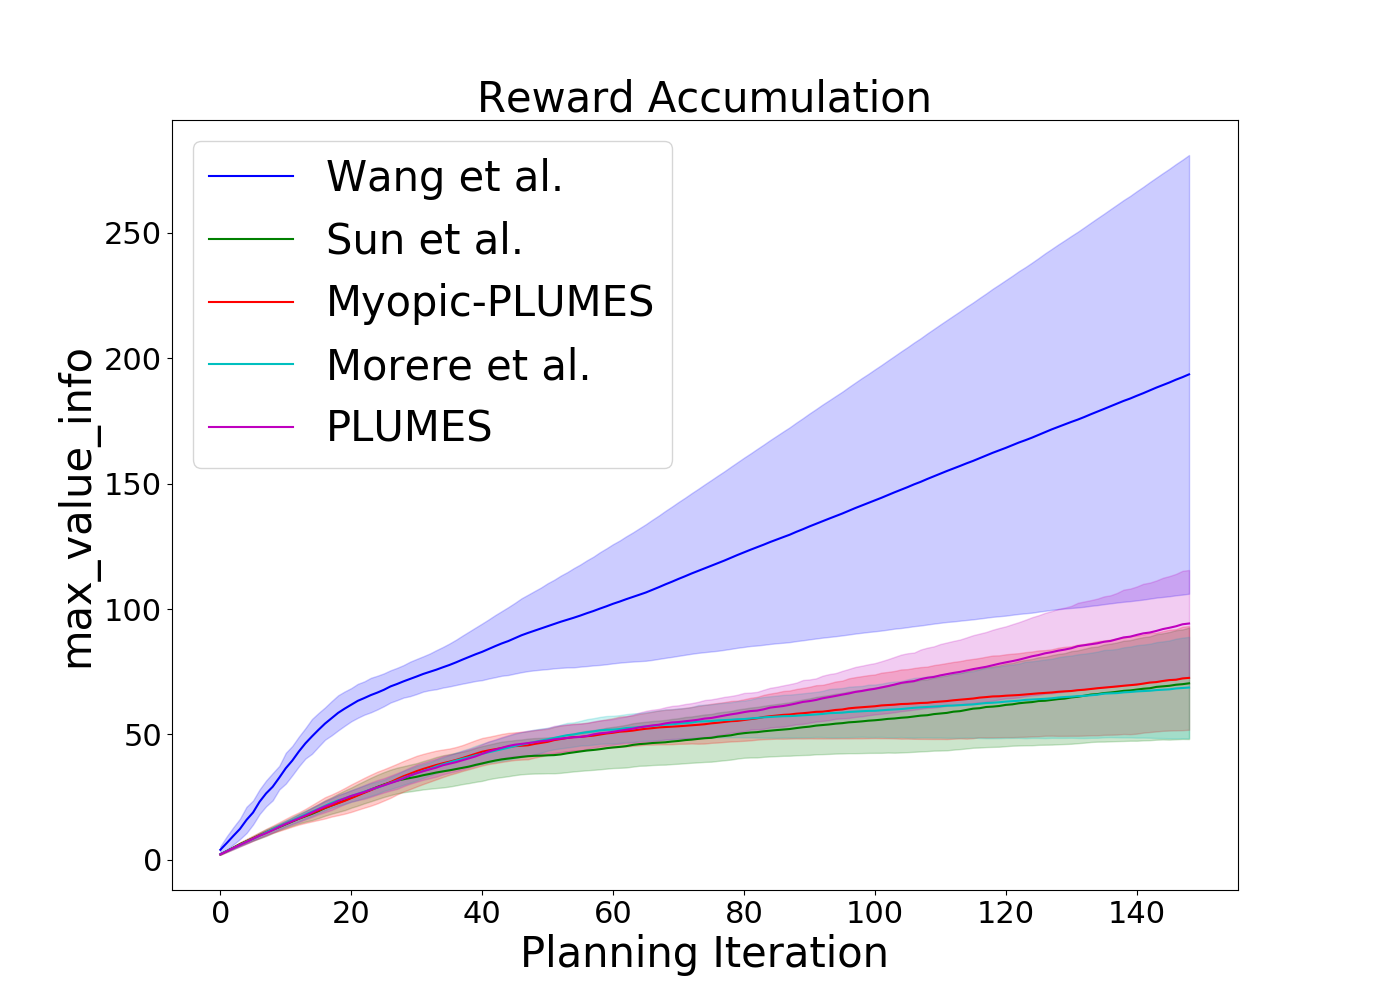 Reward Accumulation
Wang et al.
Sun et al.
Myopic-PLUMES
Morere et al.
PLUMES
max_value_info
250
200
150
100
50
0
0 20 40 60 80 100 120 140
Planning Iteration